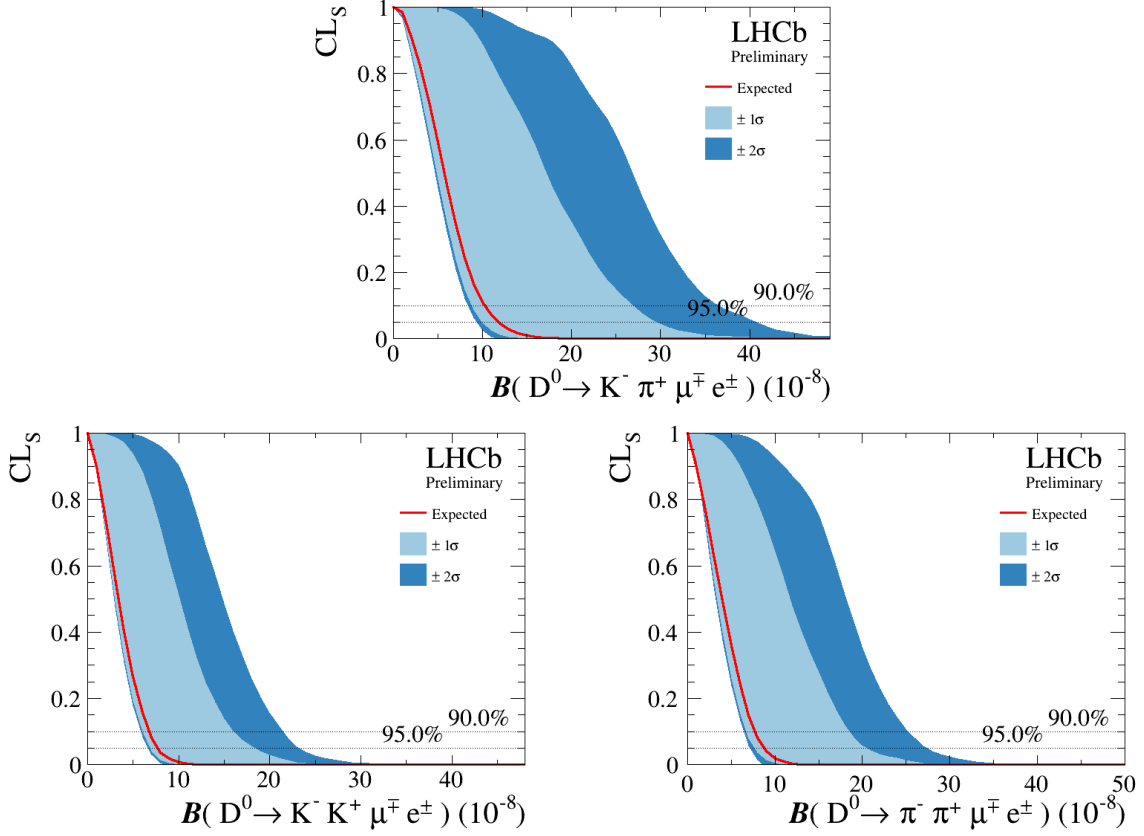 CL_S
1
0.8
0.6
0.4
0.2
0
LHCb
Preliminary
Expected
± 1σ
± 2σ
90.0%
95.0%
0 10 20 30 40
B( D⁰→ K⁻ π⁺ μ∓ e± ) (10⁻⁸)
CL_S
1
0.8
0.6
0.4
0.2
0
LHCb
Preliminary
Expected
± 1σ
± 2σ
90.0%
95.0%
0 10 20 30 40
B( D⁰→ K⁻ K⁺ μ∓ e± ) (10⁻⁸)
CL_S
1
0.8
0.6
0.4
0.2
0
LHCb
Preliminary
Expected
± 1σ
± 2σ
90.0%
95.0%
0 10 20 30 40 50
B( D⁰→ π⁻ π⁺ μ∓ e± ) (10⁻⁸)